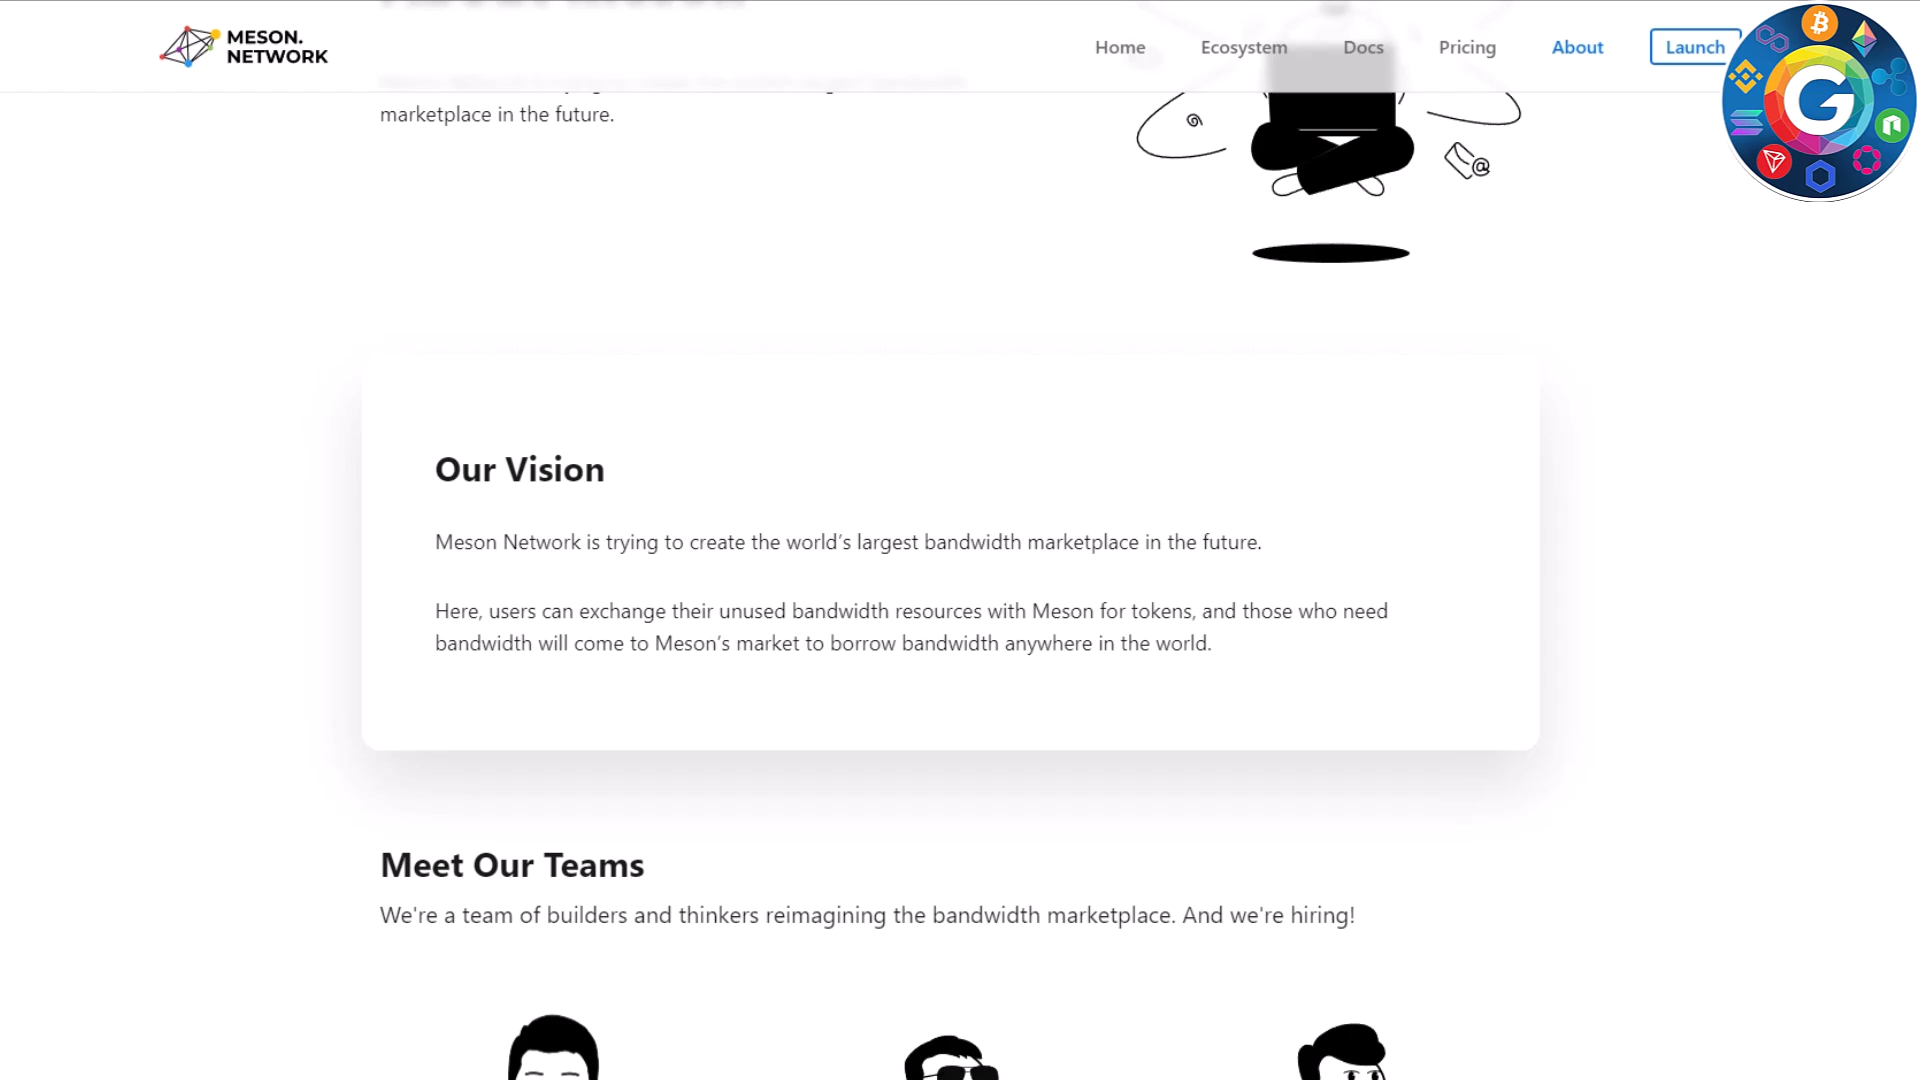 MESON.
NETWORK
Home
Ecosystem
Docs
Pricing
About
Launch
G
marketplace in the future.
@
Our Vision
Meson Network is trying to create the world's largest bandwidth marketplace in the future.
Here, users can exchange their unused bandwidth resources with Meson for tokens, and those who need
bandwidth will come to Meson's market to borrow bandwidth anywhere in the world.
Meet Our Teams
We're a team of builders and thinkers reimagining the bandwidth marketplace. And we're hiring!